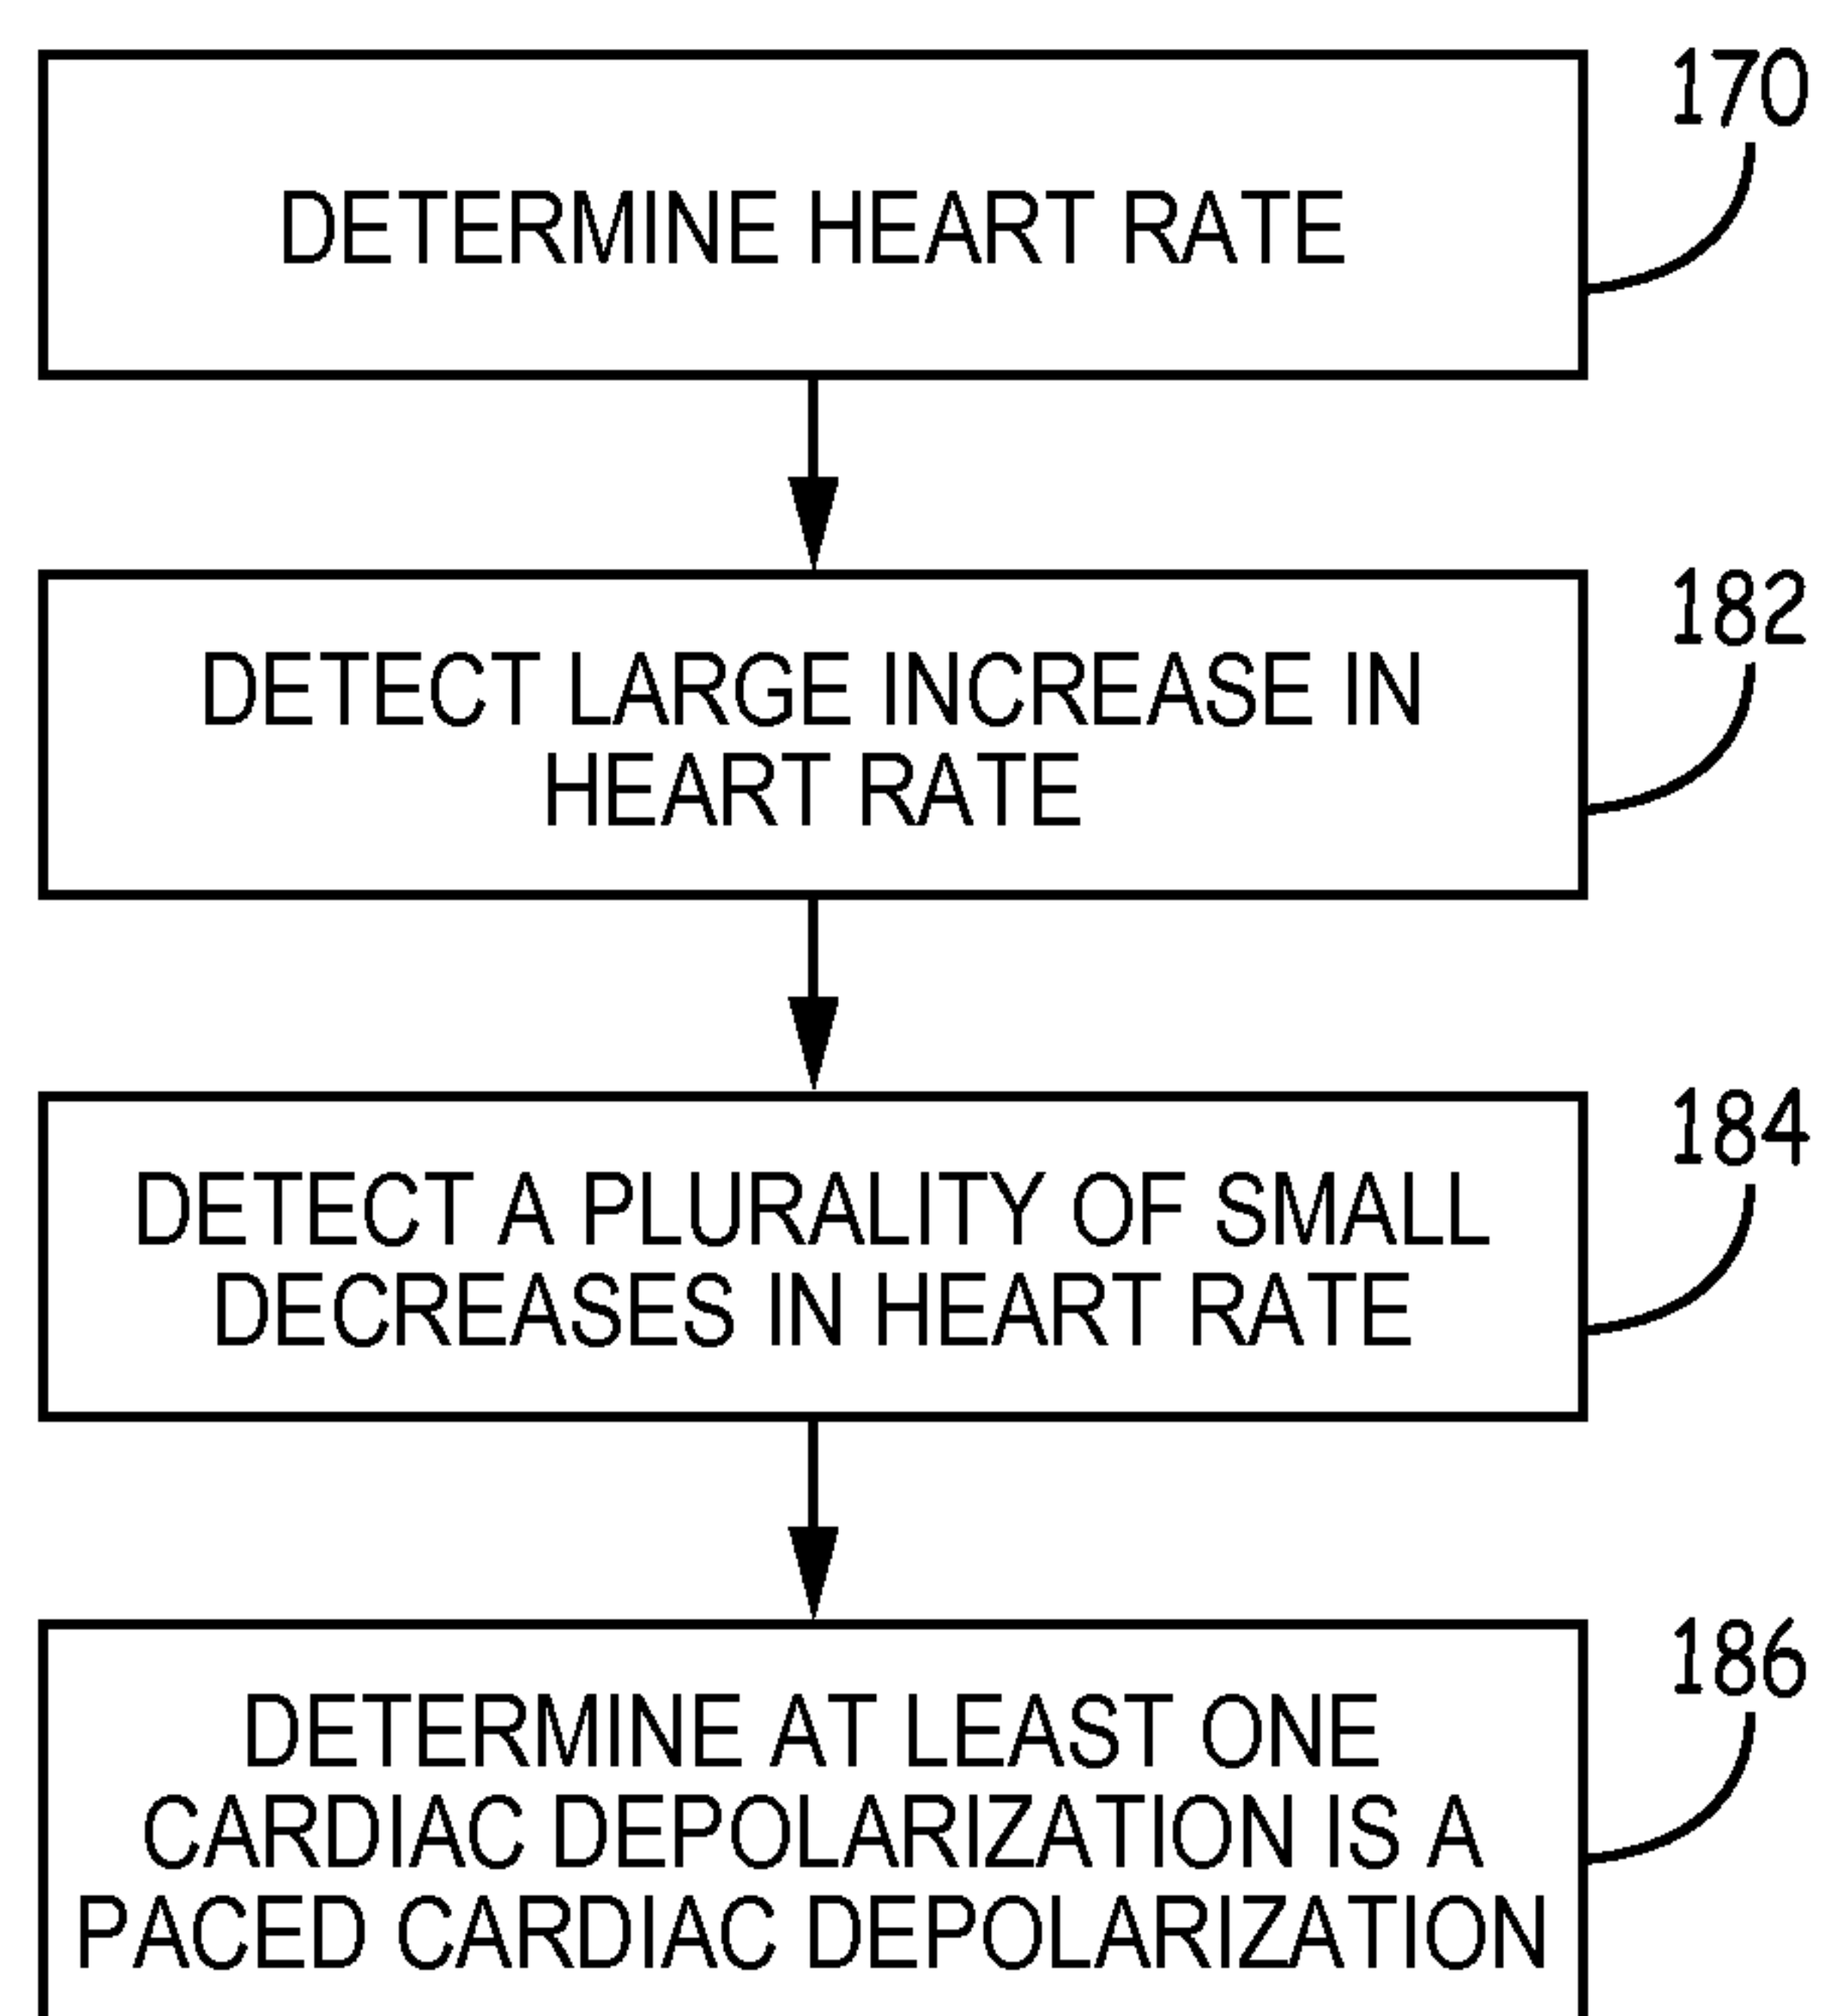 170
DETERMINE HEART RATE
182
DETECT LARGE INCREASE IN
HEART RATE
184
DETECT A PLURALITY OF SMALL
DECREASES IN HEART RATE
186
DETERMINE AT LEAST ONE
CARDIAC DEPOLARIZATION IS A
PACED CARDIAC DEPOLARIZATION